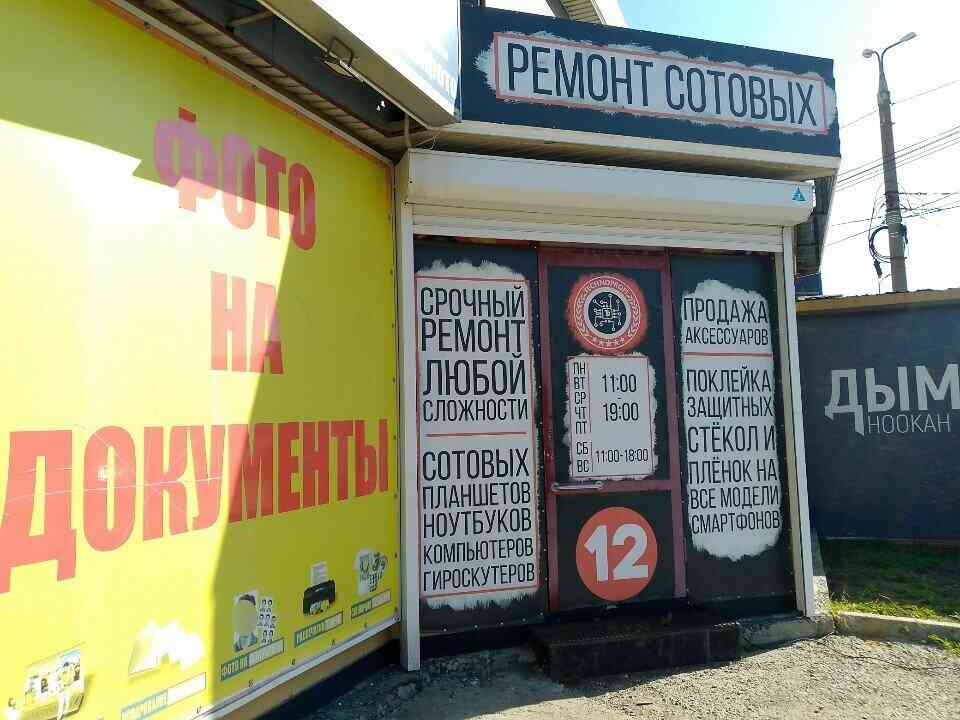 ФОТО
НА
ДОКУМЕНТЫ
ФОТО НА
РЕМОНТ СОТОВЫХ
СРОЧНЫЙ
РЕМОНТ
ЛЮБОЙ
СЛОЖНОСТИ
СОТОВЫХ
ПЛАНШЕТОВ
НОУТБУКОВ
КОМПЬЮТЕРОВ
ГИРОСКУТЕРОВ
ПН
ВТ
СР
ЧТ
ПТ
11:00
-
19:00
СБ
ВС
11:00-18:00
12
ПРОДАЖА
АКСЕССУАРОВ
ПОКЛЕЙКА
ЗАЩИТНЫХ
СТЁКОЛ И
ПЛЁНОК НА
ВСЕ МОДЕЛИ
СМАРТФОНОВ
ДЫМ
HOOKAH